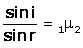 sin i / sin r = ₁μ₂